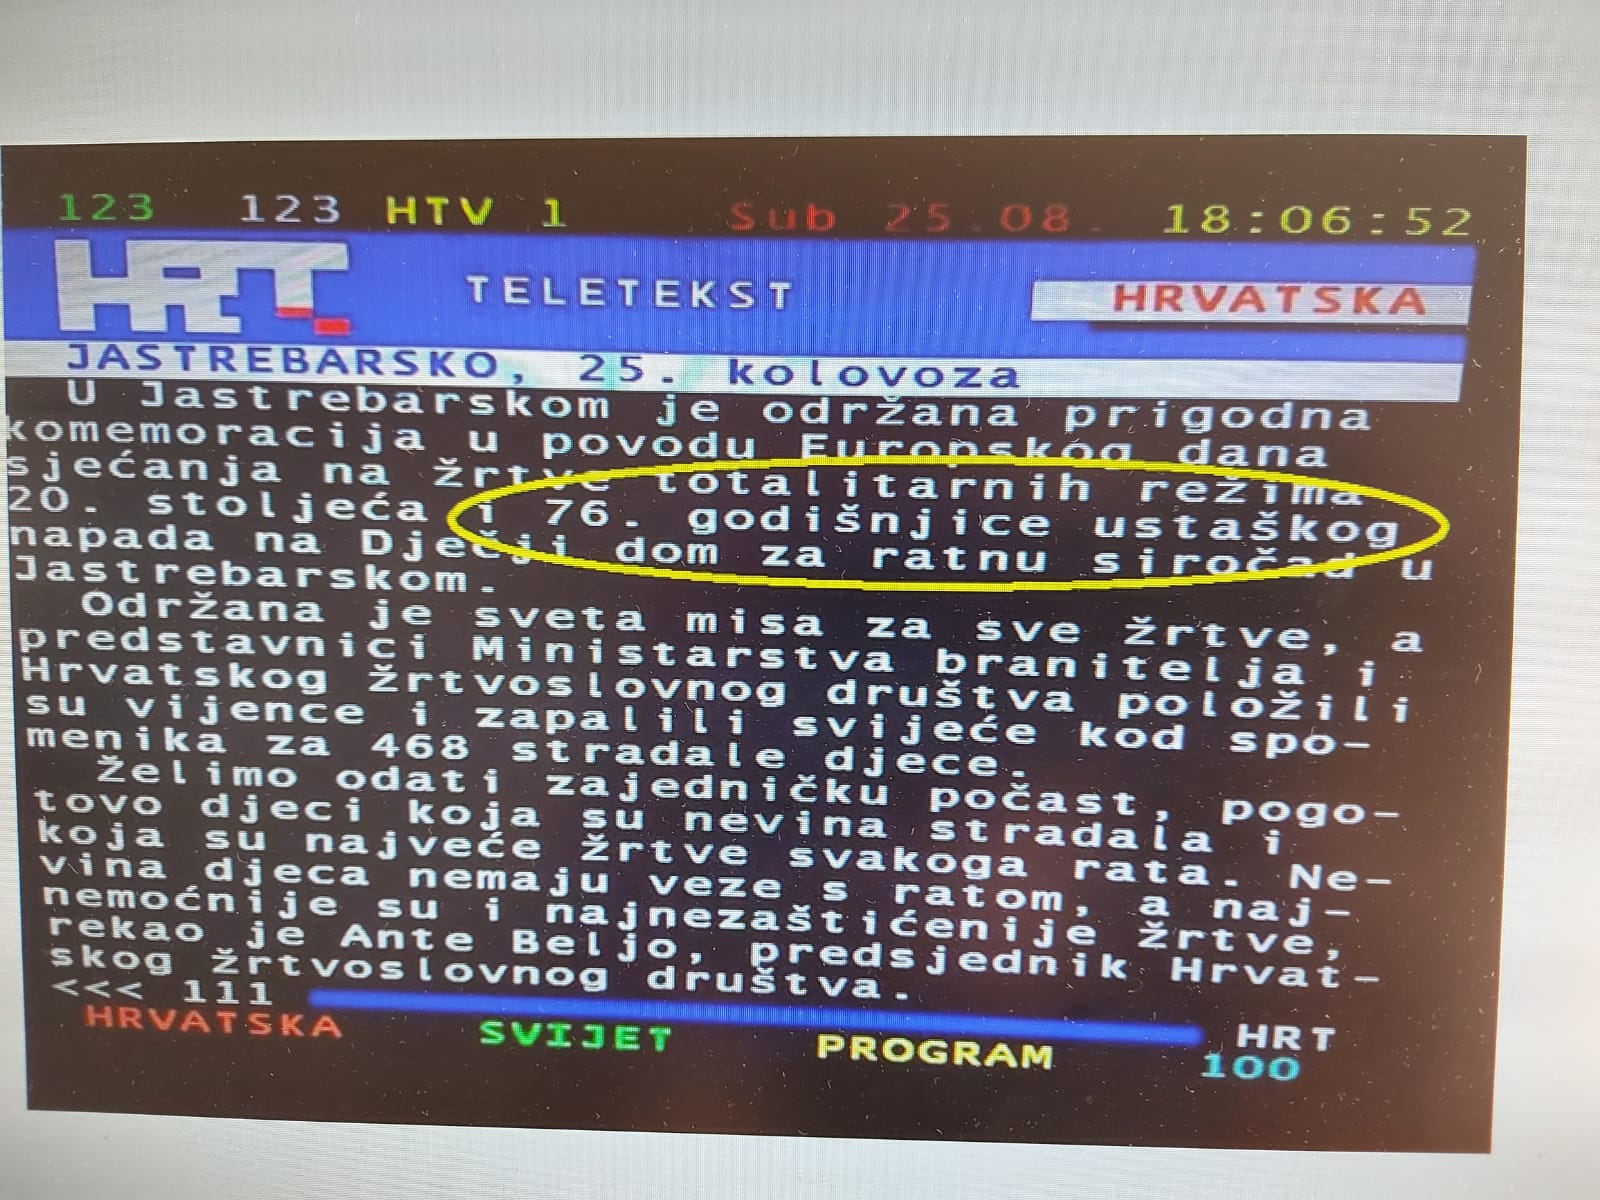 123 123 HTV 1 Sub 25.08. 18:06:52
HRT TELETEKST HRVATSKA
JASTREBARSKO, 25. kolovoza
U Jastrebarskom je održana prigodna
komemoracija u povodu Europskog dana
sjećanja na žrtve totalitarnih režima
20. stoljeća i 76. godišnjice ustaškog
napada na Dječji dom za ratnu siročad u
Jastrebarskom.
Održana je sveta misa za sve žrtve, a
predstavnici Ministarstva branitelja i
Hrvatskog žrtvoslovnog društva položili
su vijence i zapalili svijeće kod spo-
menika za 468 stradale djece.
Želimo odati zajedničku počast, pogo-
tovo djeci koja su nevina stradala i
koja su najveće žrtve svakoga rata. Ne-
vina djeca nemaju veze s ratom, a naj-
nemoćnije su i najnezaštićenije žrtve,
rekao je Ante Beljo, predsjednik Hrvat-
skog žrtvoslovnog društva.
<<< 111
HRVATSKA SVIJET PROGRAM HRT
100